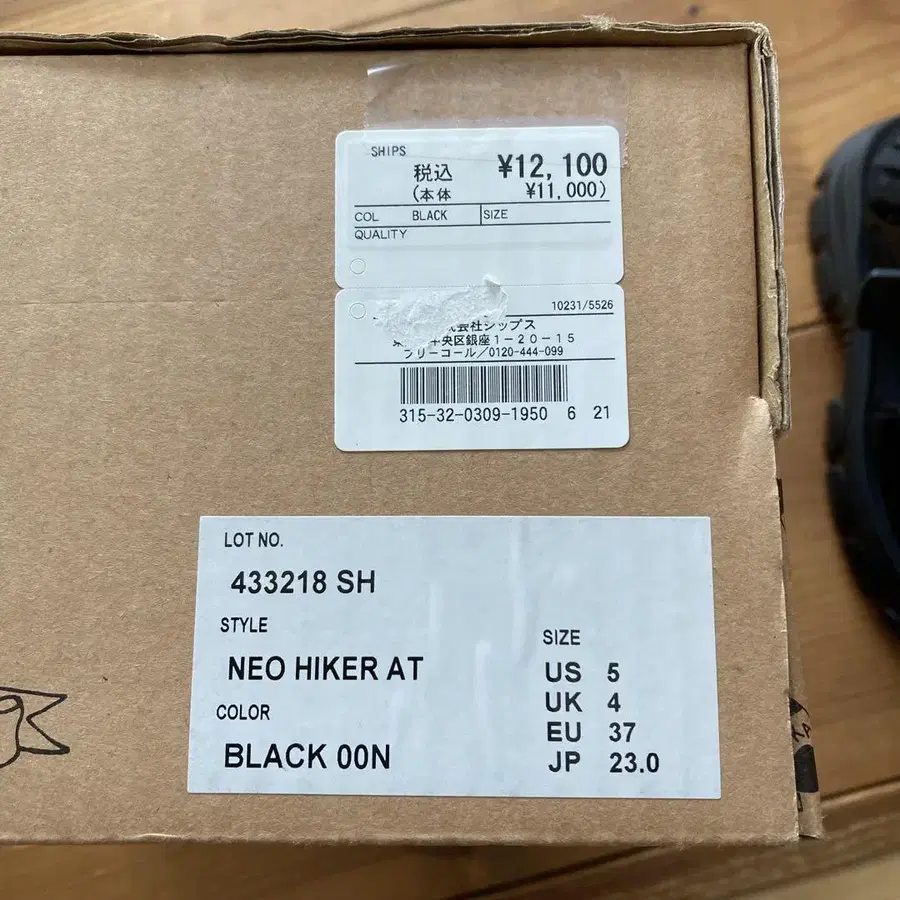 SHIPS
税込 ¥12,100
(本体 ¥11,000)
COL BLACK SIZE
QUALITY
10231/5526
式会社シップス
中央区銀座1-20-15
フリーコール/0120-444-099
315-32-0309-1950 6 21
LOT NO.
433218 SH
STYLE
NEO HIKER AT
COLOR
BLACK 00N
SIZE
US 5
UK 4
EU 37
JP 23.0